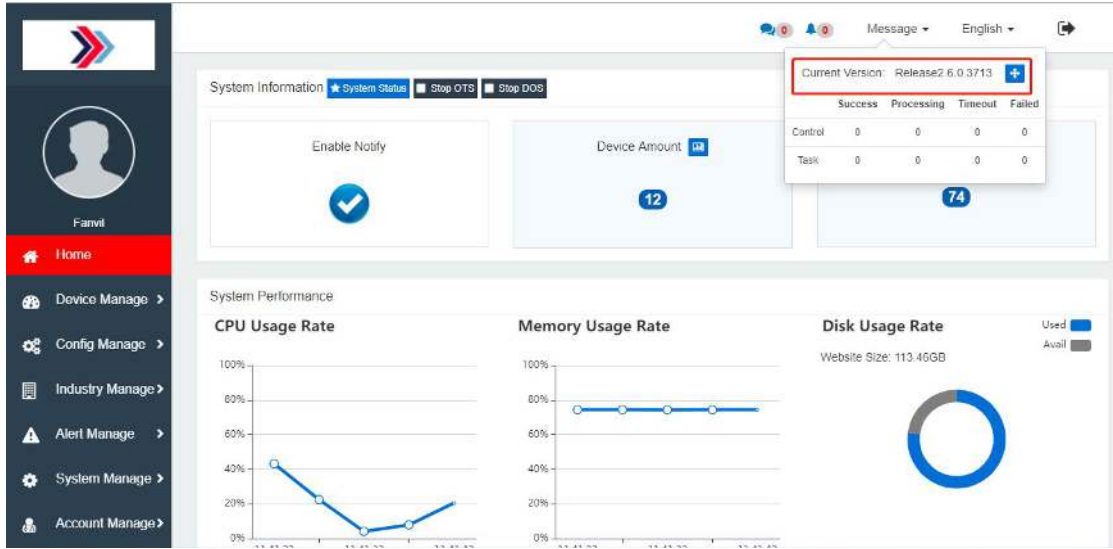 0 0 Message English
Current Version: Release2.6.0.3713
Success Processing Timeout Failed
Control 0 0 0 0
Task 0 0 0 0
System Information System Status Stop OTS Stop DOS
Enable Notify
Device Amount
12
74
Fanvil
Home
Device Manage
Config Manage
Industry Manage
Alert Manage
System Manage
Account Manage
System Performance
CPU Usage Rate
100%
80%
60%
40%
20%
0%
Memory Usage Rate
100%
80%
60%
40%
20%
0%
Disk Usage Rate
Used
Avail
Website Size: 113.46GB